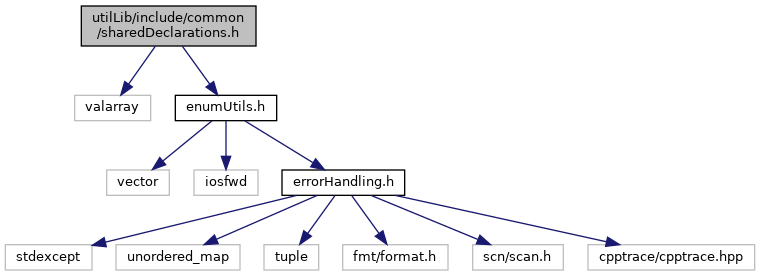 utilLib/include/common
/sharedDeclarations.h
valarray
enumUtils.h
vector
iosfwd
errorHandling.h
stdexcept
unordered_map
tuple
fmt/format.h
scn/scan.h
cpptrace/cpptrace.hpp